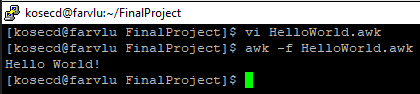 kosecd@farvlu:~/FinalProject
[kosecd@farvlu FinalProject]$ vi HelloWorld.awk
[kosecd@farvlu FinalProject]$ awk -f HelloWorld.awk
Hello World!
[kosecd@farvlu FinalProject]$